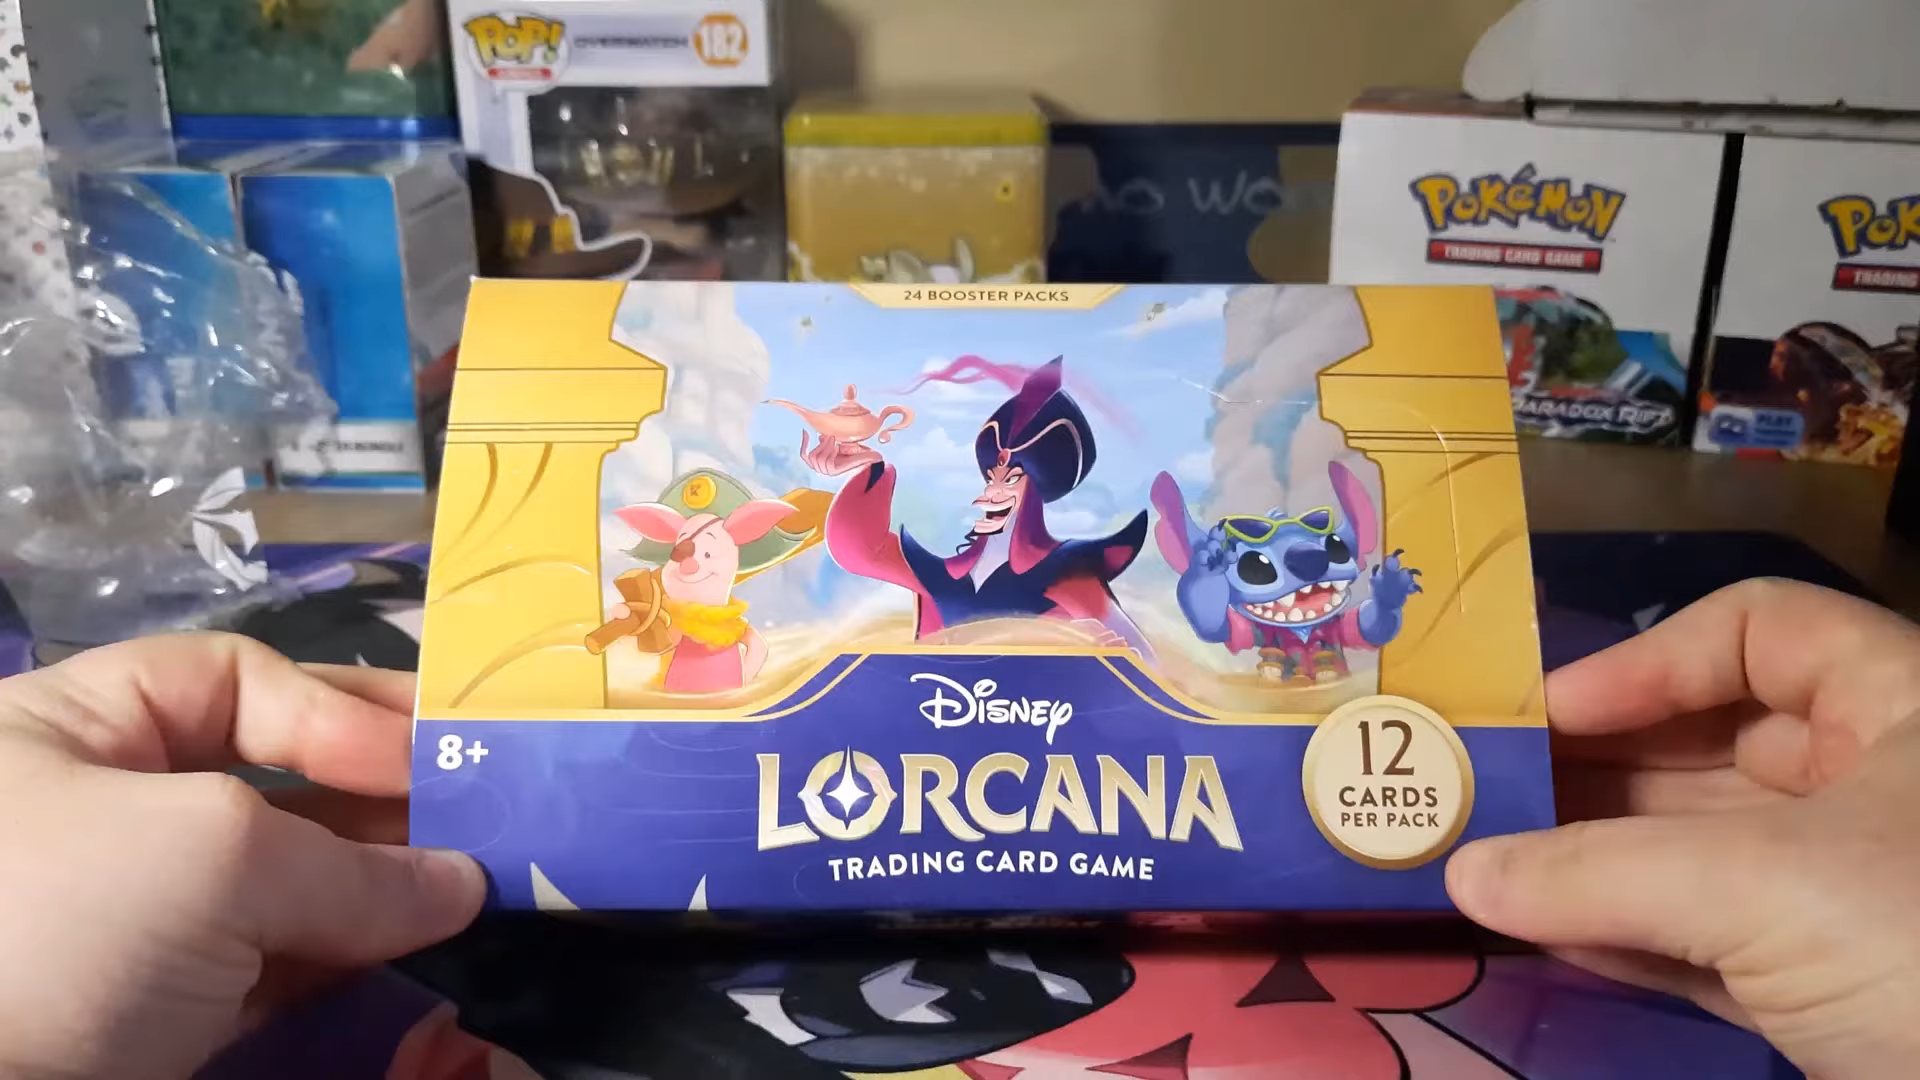 POP!
OVERWATCH
182
POKÉMON
TRADING CARD GAME
PARADOX RIFT
TRADING
24 BOOSTER PACKS
8+
DISNEY
LORCANA
TRADING CARD GAME
12
CARDS
PER PACK